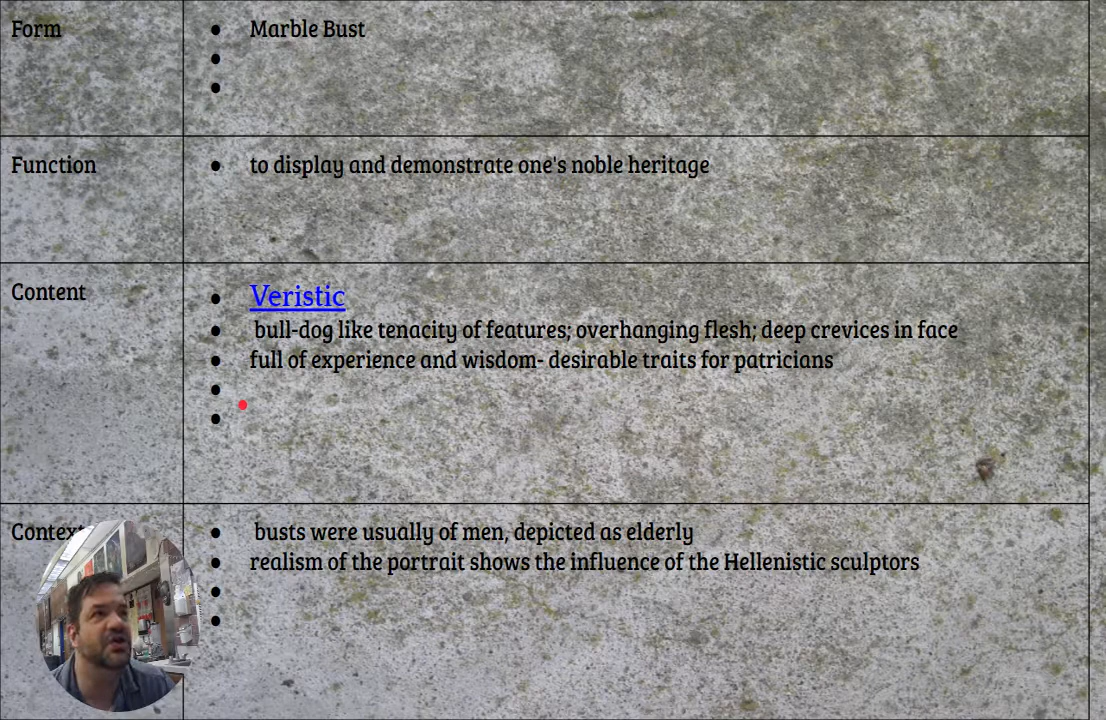 Form
• Marble Bust
•
•
Function
• to display and demonstrate one's noble heritage
Content
• Veristic
• bull-dog like tenacity of features; overhanging flesh; deep crevices in face
• full of experience and wisdom- desirable traits for patricians
•
•
Context
• busts were usually of men, depicted as elderly
• realism of the portrait shows the influence of the Hellenistic sculptors
•
•